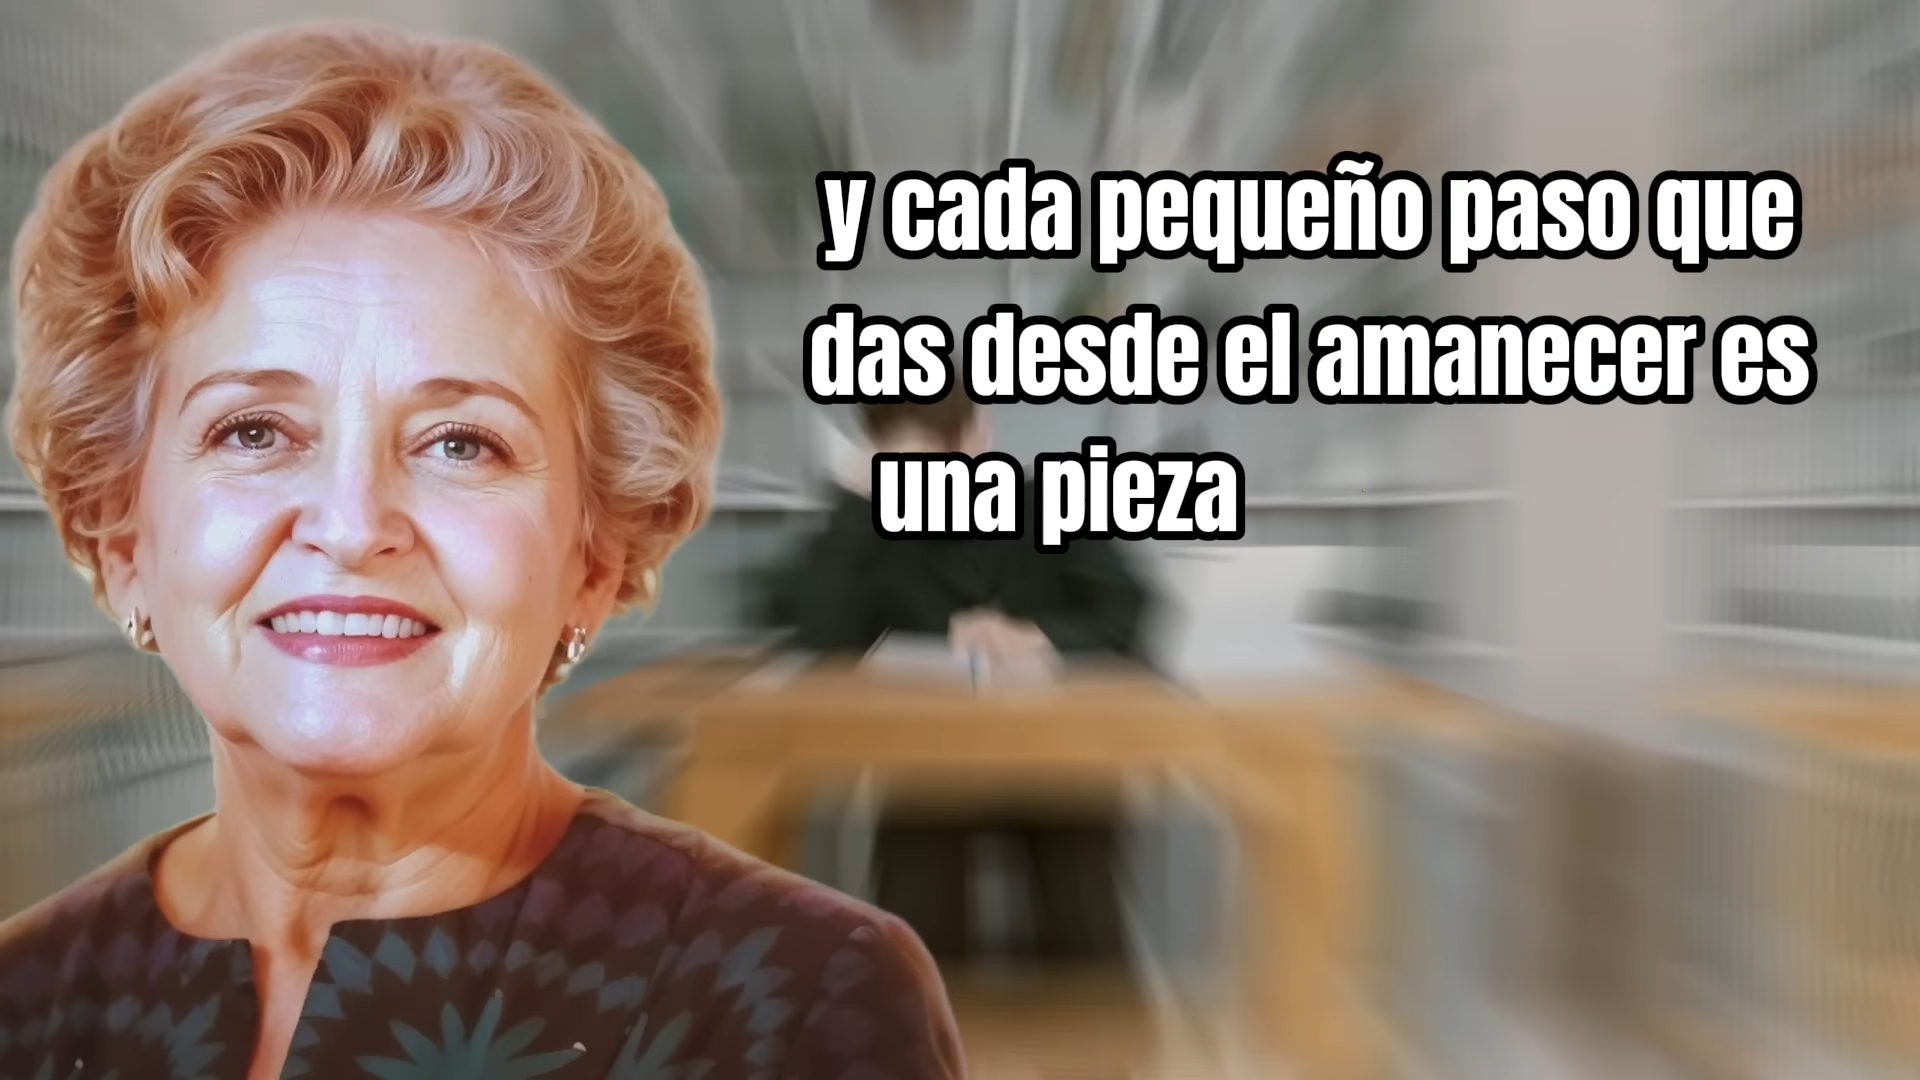 y cada pequeño paso que
das desde el amanecer es
una pieza